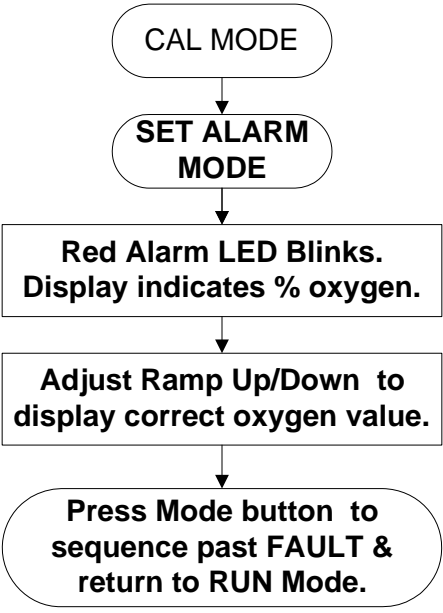 CAL MODE
SET ALARM
MODE
Red Alarm LED Blinks.
Display indicates % oxygen.
Adjust Ramp Up/Down to
display correct oxygen value.
Press Mode button to
sequence past FAULT &
return to RUN Mode.